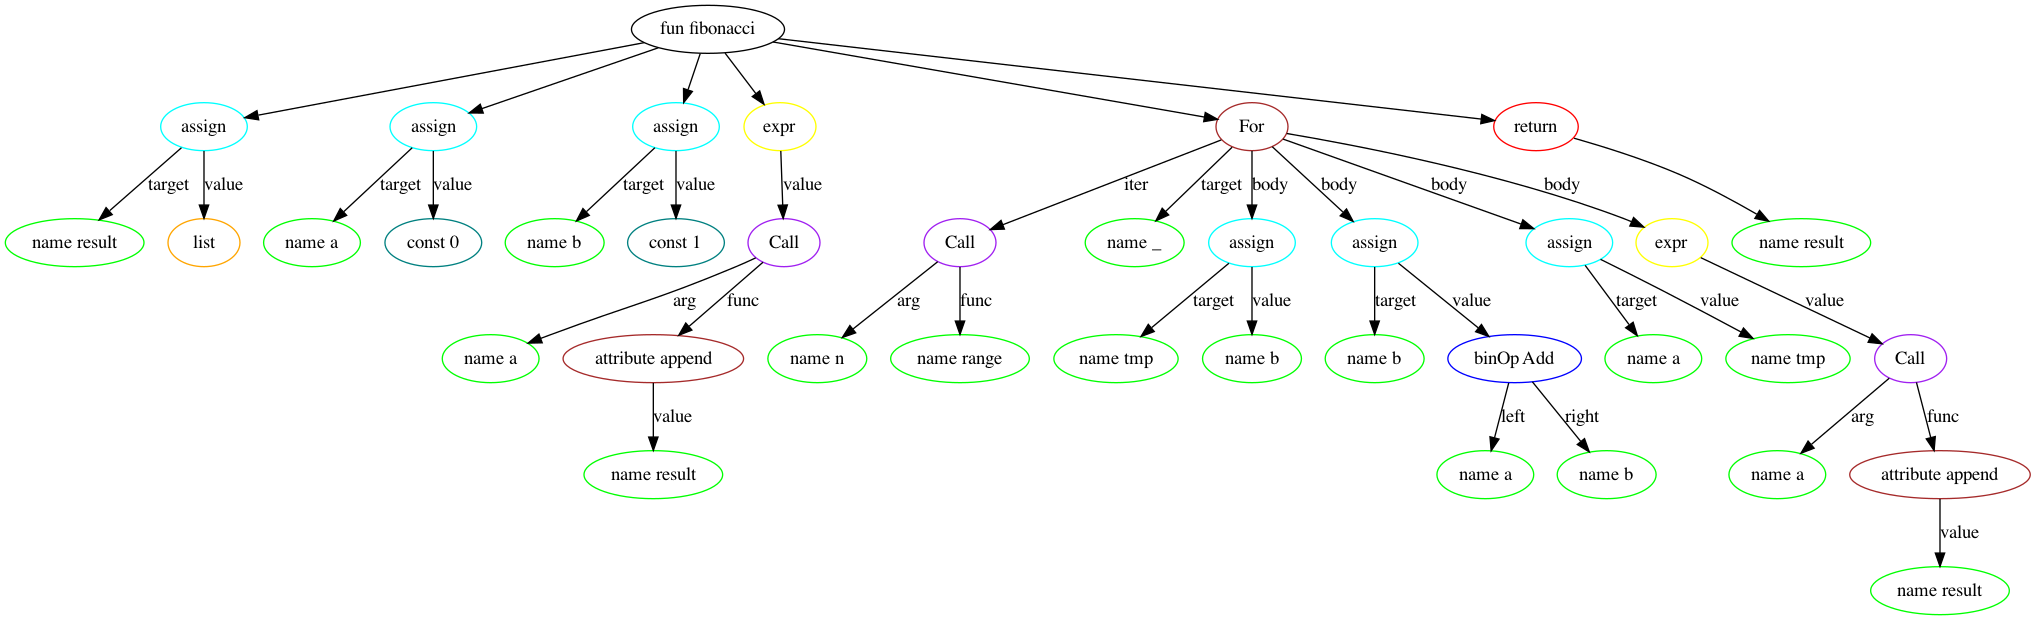 fun fibonacci
assign
assign
assign
expr
For
return
target
value
target
value
target
value
value
iter
target
body
body
body
body
name result
list
name a
const 0
name b
const 1
Call
Call
name _
assign
assign
assign
expr
name result
arg
func
arg
func
target
value
target
value
target
value
value
name a
attribute append
name n
name range
name tmp
name b
name b
binOp Add
name a
name tmp
Call
value
left
right
arg
func
name result
name a
name b
name a
attribute append
value
name result